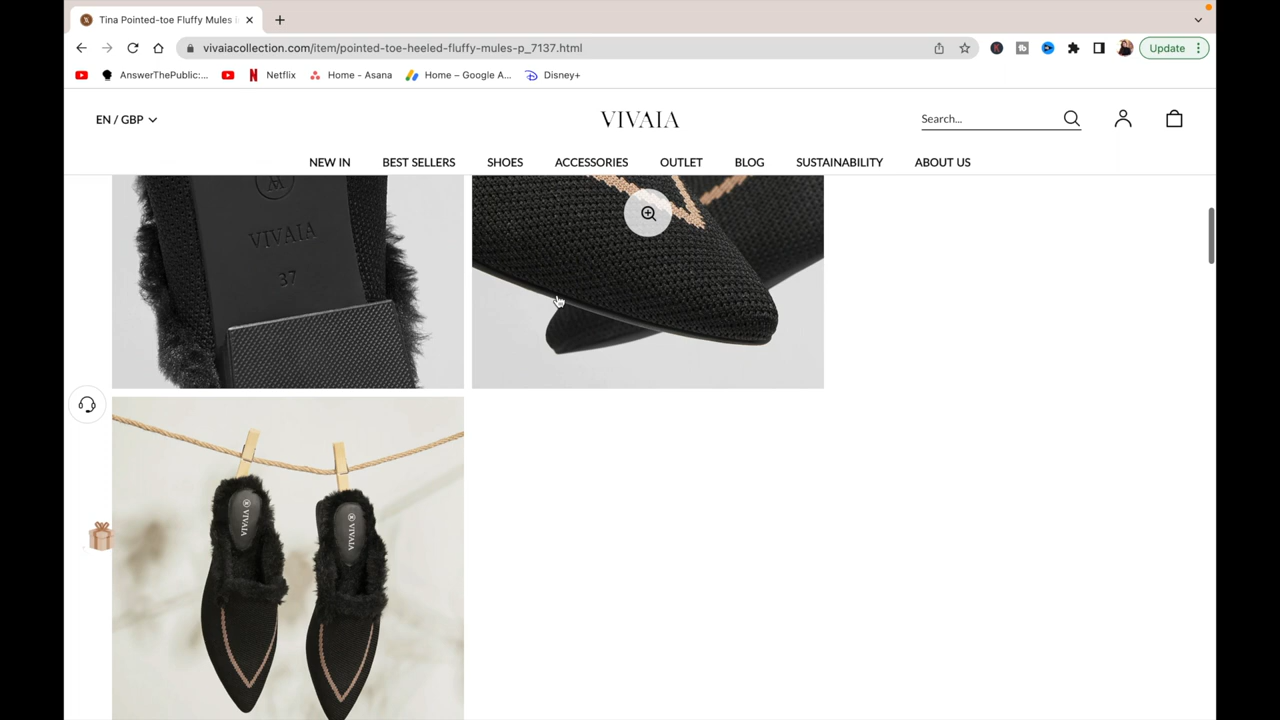 Tina Pointed-toe Fluffy Mules
vivaiacollection.com/item/pointed-toe-heeled-fluffy-mules-p_7137.html
Update
AnswerThePublic:...
Netflix
Home - Asana
Home – Google A...
Disney+
EN / GBP
VIVAIA
Search...
NEW IN
BEST SELLERS
SHOES
ACCESSORIES
OUTLET
BLOG
SUSTAINABILITY
ABOUT US
VIVAIA
37
VIVAIA
VIVAIA